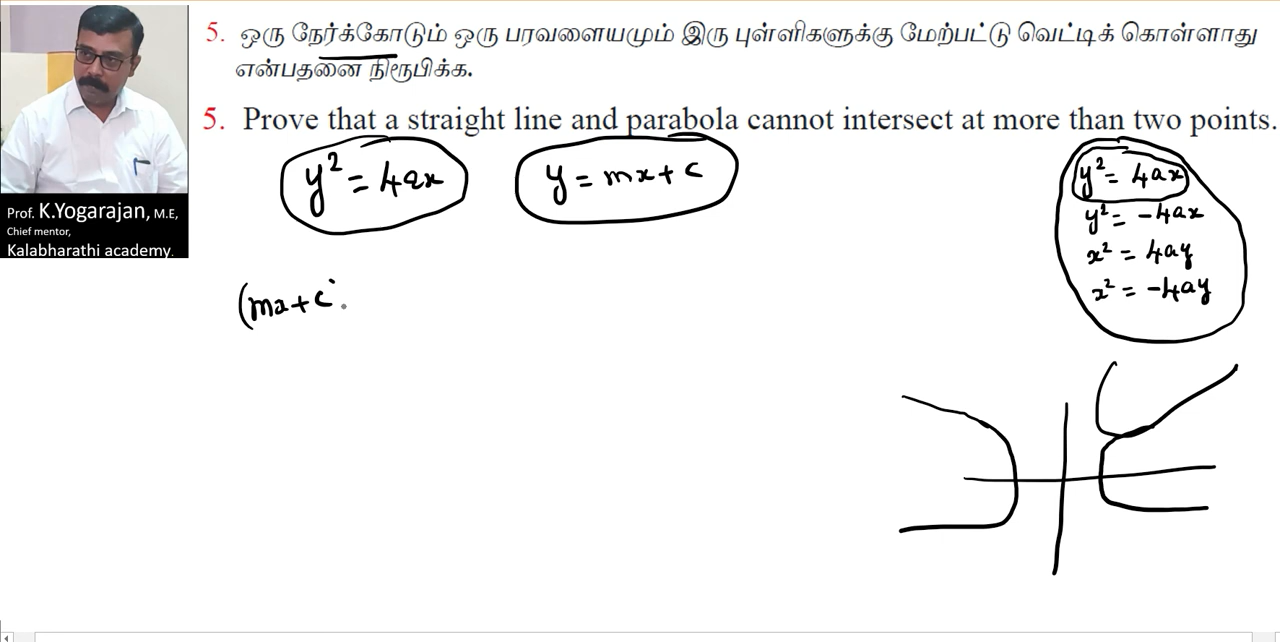 5. ஒரு நேர்க்கோடும் ஒரு பரவளையமும் இரு புள்ளிகளுக்கு மேற்பட்டு வெட்டிக் கொள்ளாது
என்பதனை நிரூபிக்க.
5. Prove that a straight line and parabola cannot intersect at more than two points.
y² = 4ax
y = mx + c
y² = 4ax
y² = -4ax
x² = 4ay
x² = -4ay
(mx+c
Prof. K.Yogarajan, M.E,
Chief mentor,
Kalabharathi academy.